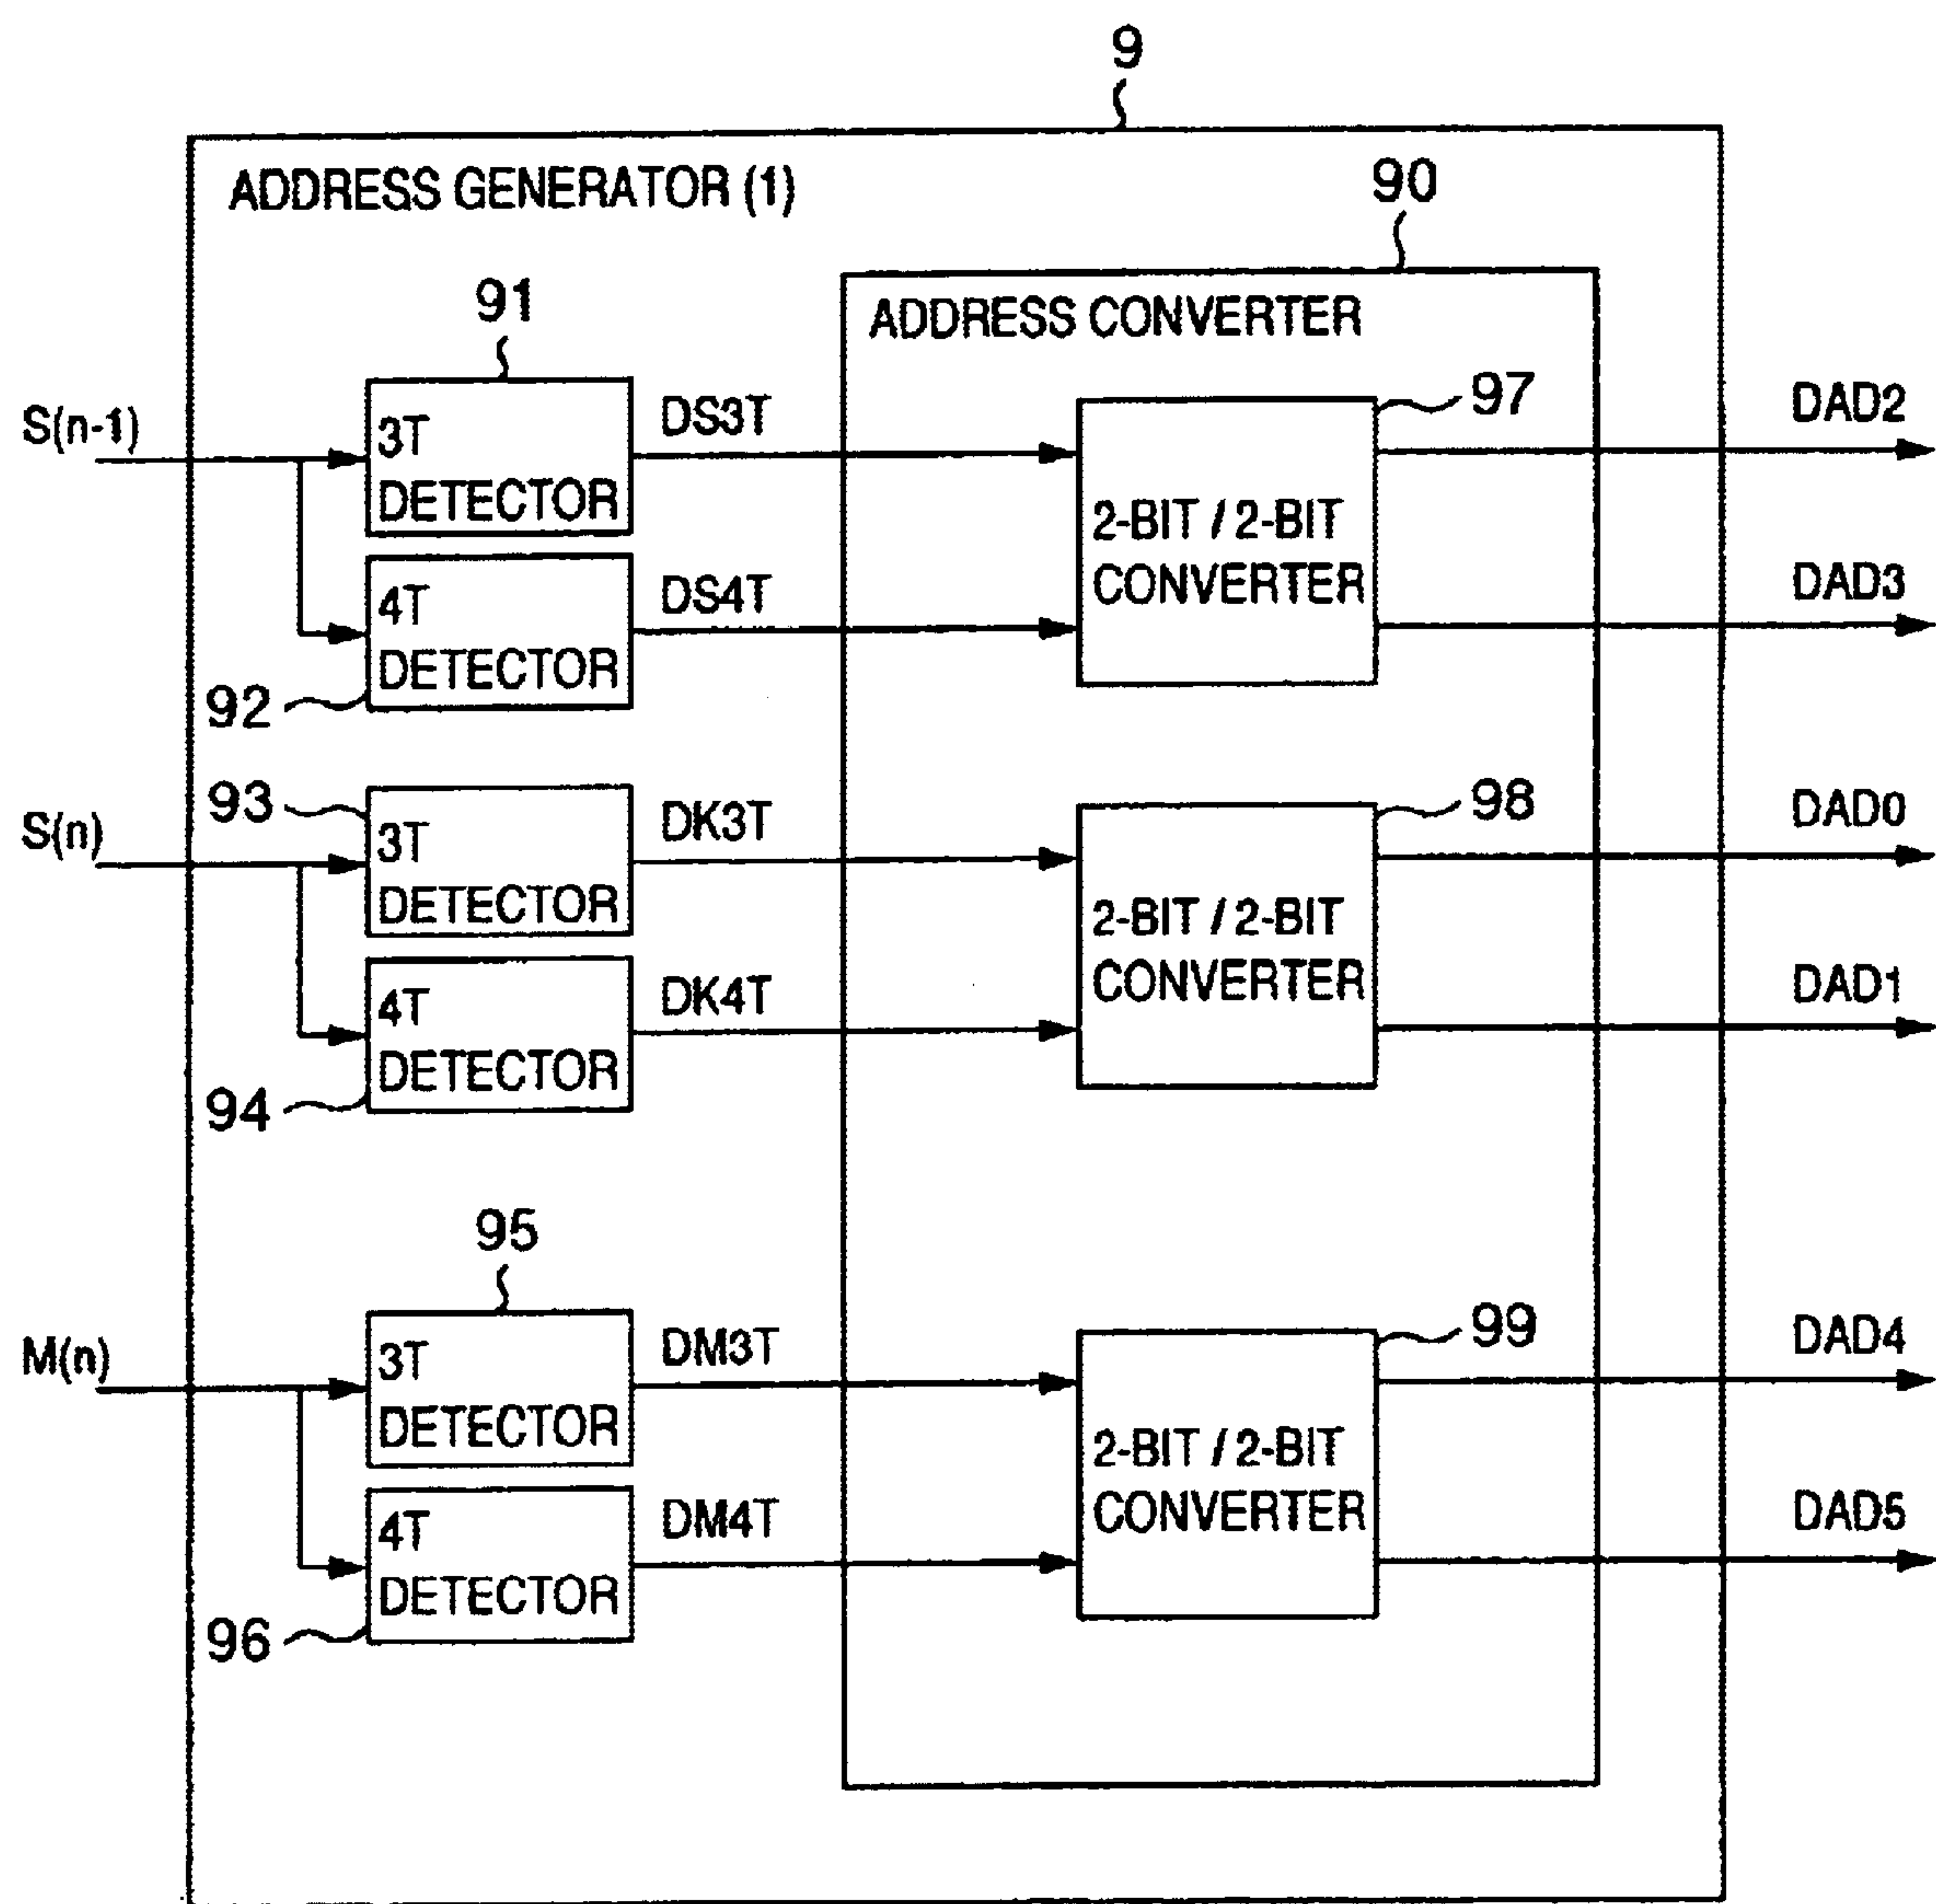 9
ADDRESS GENERATOR (1)
90
ADDRESS CONVERTER
91
S(n-1)
3T
DETECTOR
DS3T
97
DAD2
2-BIT / 2-BIT
CONVERTER
4T
DETECTOR
DS4T
DAD3
92
93
S(n)
3T
DETECTOR
DK3T
98
DAD0
2-BIT / 2-BIT
CONVERTER
4T
DETECTOR
DK4T
DAD1
94
95
M(n)
3T
DETECTOR
DM3T
99
DAD4
2-BIT / 2-BIT
CONVERTER
4T
DETECTOR
DM4T
DAD5
96